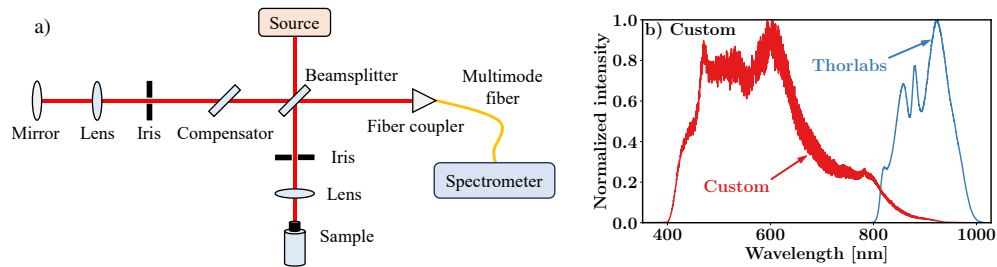 a)
Source
Beamsplitter
Multimode
fiber
Mirror
Lens
Iris
Compensator
Fiber coupler
Iris
Spectrometer
Lens
Sample
b) Custom
Normalized intensity
1.0
0.8
0.6
0.4
0.2
0.0
Thorlabs
Custom
400
600
800
1000
Wavelength [nm]